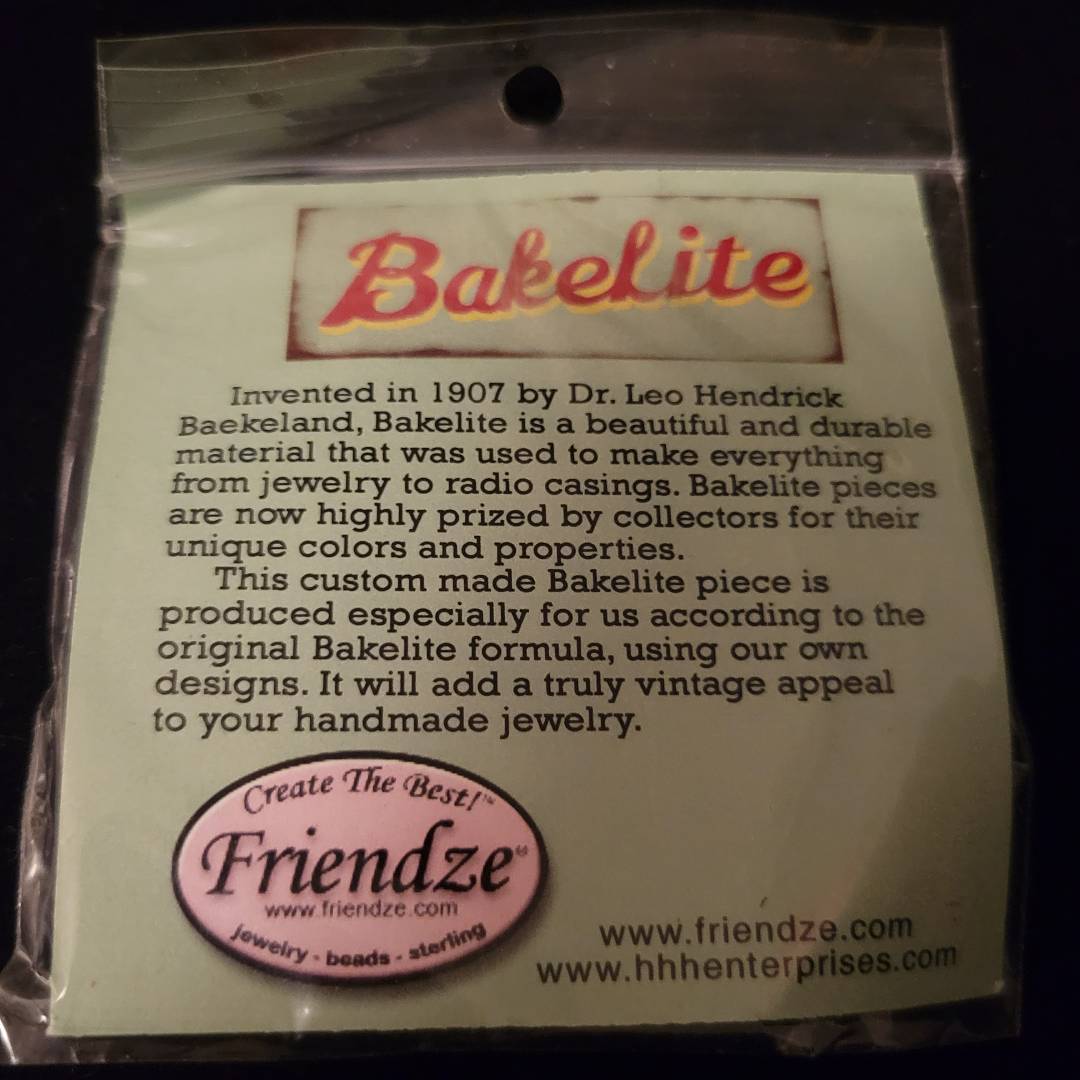 Bakelite
Invented in 1907 by Dr. Leo Hendrick
Baekeland, Bakelite is a beautiful and durable
material that was used to make everything
from jewelry to radio casings. Bakelite pieces
are now highly prized by collectors for their
unique colors and properties.
This custom made Bakelite piece is
produced especially for us according to the
original Bakelite formula, using our own
designs. It will add a truly vintage appeal
to your handmade jewelry.
Create The Best!™
Friendze®
www.friendze.com
jewelry - beads - sterling
www.friendze.com
www.hhhenterprises.com